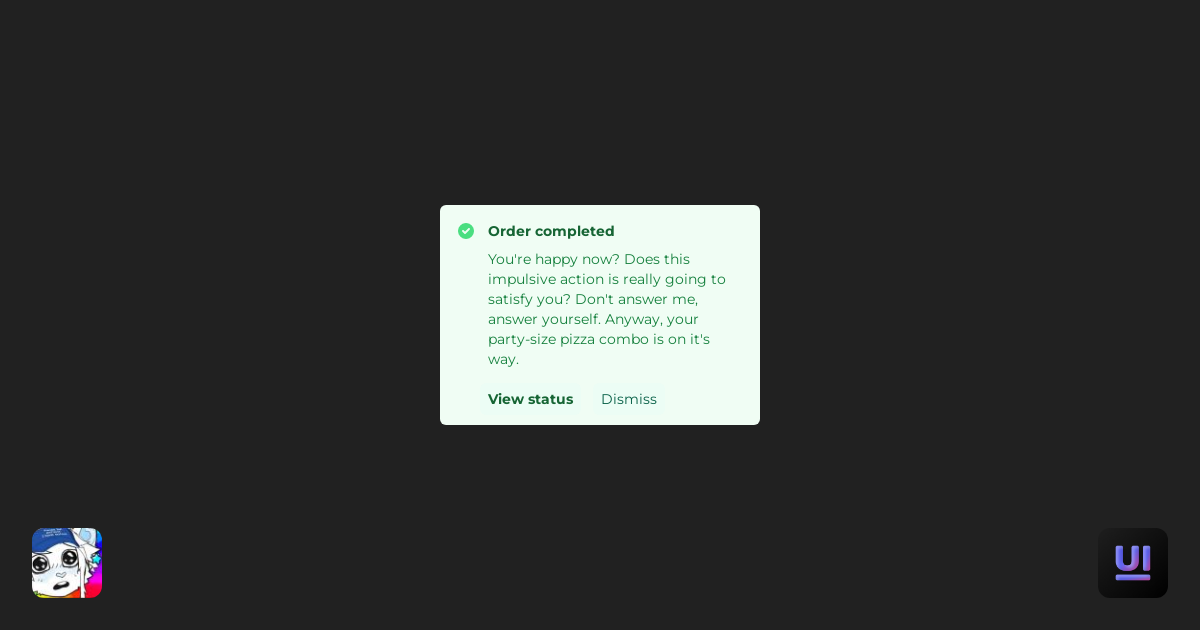 Order completed
You're happy now? Does this
impulsive action is really going to
satisfy you? Don't answer me,
answer yourself. Anyway, your
party-size pizza combo is on it's
way.
View status Dismiss
UI